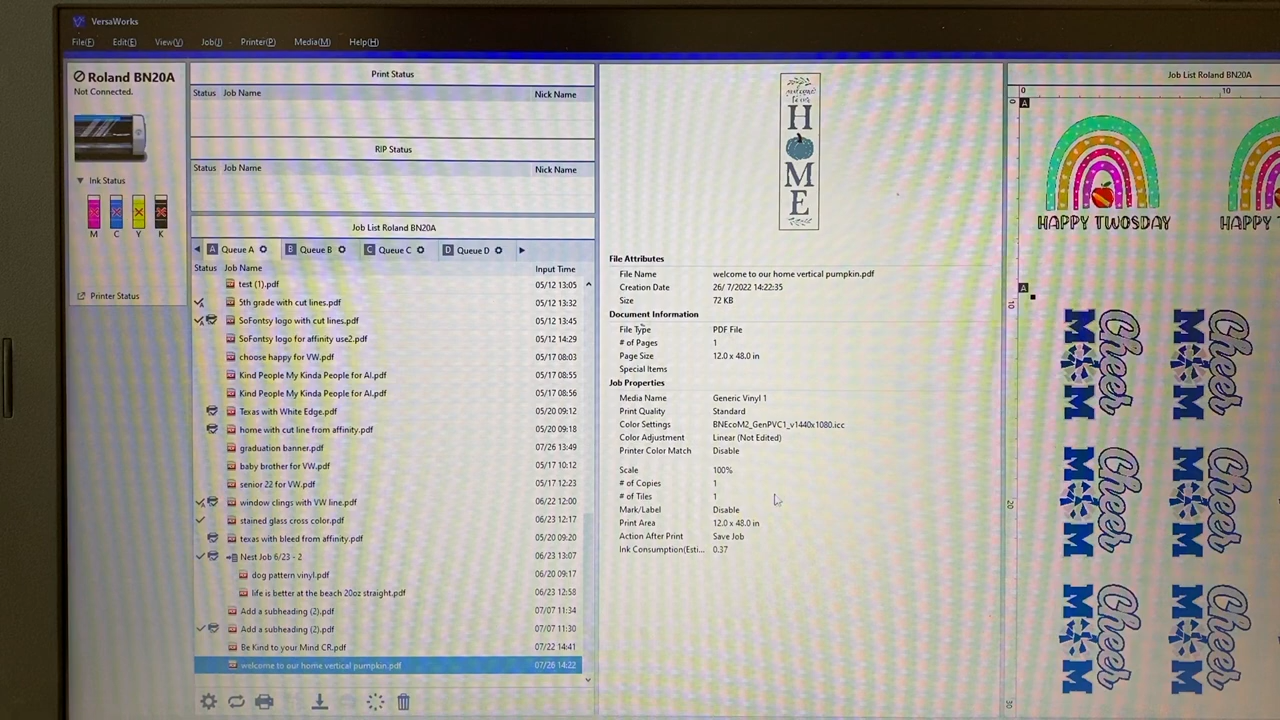 VersaWorks
File(F) Edit(E) View(V) Job(J) Printer(P) Media(M) Help(H)
Roland BN20A
Not Connected.
Ink Status
M C Y K
Printer Status
Print Status
Status Job Name Nick Name
RIP Status
Status Job Name Nick Name
Job List Roland BN20A
A Queue A B Queue B C Queue C D Queue D
Status Job Name Input Time
test (1).pdf 05/12 13:05
5th grade with cut lines.pdf 05/12 13:32
SoFontsy logo with cut lines.pdf 05/12 13:45
SoFontsy logo for affinity use2.pdf 05/12 14:29
choose happy for VW.pdf 05/17 08:03
Kind People My Kinda People for AI.pdf 05/17 08:55
Kind People My Kinda People for AI.pdf 05/17 08:56
Texas with White Edge.pdf 05/20 09:12
home with cut line from affinity.pdf 05/20 09:18
graduation banner.pdf 07/26 13:49
baby brother for VW.pdf 05/17 10:12
senior 22 for VW.pdf 05/17 12:23
window clings with VW line.pdf 06/22 12:00
stained glass cross color.pdf 06/23 12:17
texas with bleed from affinity.pdf 05/20 09:20
Nest Job 6/23 - 2 06/23 13:07
dog pattern vinyl.pdf 06/20 09:17
life is better at the beach 20oz straight.pdf 06/23 12:58
Add a subheading (2).pdf 07/07 11:34
Add a subheading (2).pdf 07/07 11:30
Be Kind to your Mind CR.pdf 07/22 14:41
welcome to our home vertical pumpkin.pdf 07/26 14:22
welcome
to our
H
M
E
File Attributes
File Name welcome to our home vertical pumpkin.pdf
Creation Date 26/ 7/2022 14:22:35
Size 72 KB
Document Information
File Type PDF File
# of Pages 1
Page Size 12.0 x 48.0 in
Special Items
Job Properties
Media Name Generic Vinyl 1
Print Quality Standard
Color Settings BNEcoM2_GenPVC1_v1440x1080.icc
Color Adjustment Linear (Not Edited)
Printer Color Match Disable
Scale 100%
# of Copies 1
# of Tiles 1
Mark/Label Disable
Print Area 12.0 x 48.0 in
Action After Print Save Job
Ink Consumption(Esti... 0.37
Job List Roland BN20A
0 10
0
A
HAPPY TWOSDAY HAPPY
A
10
Cheer Cheer
M M M M
20
Cheer Cheer
M M M M
Cheer Cheer
M M M M
30